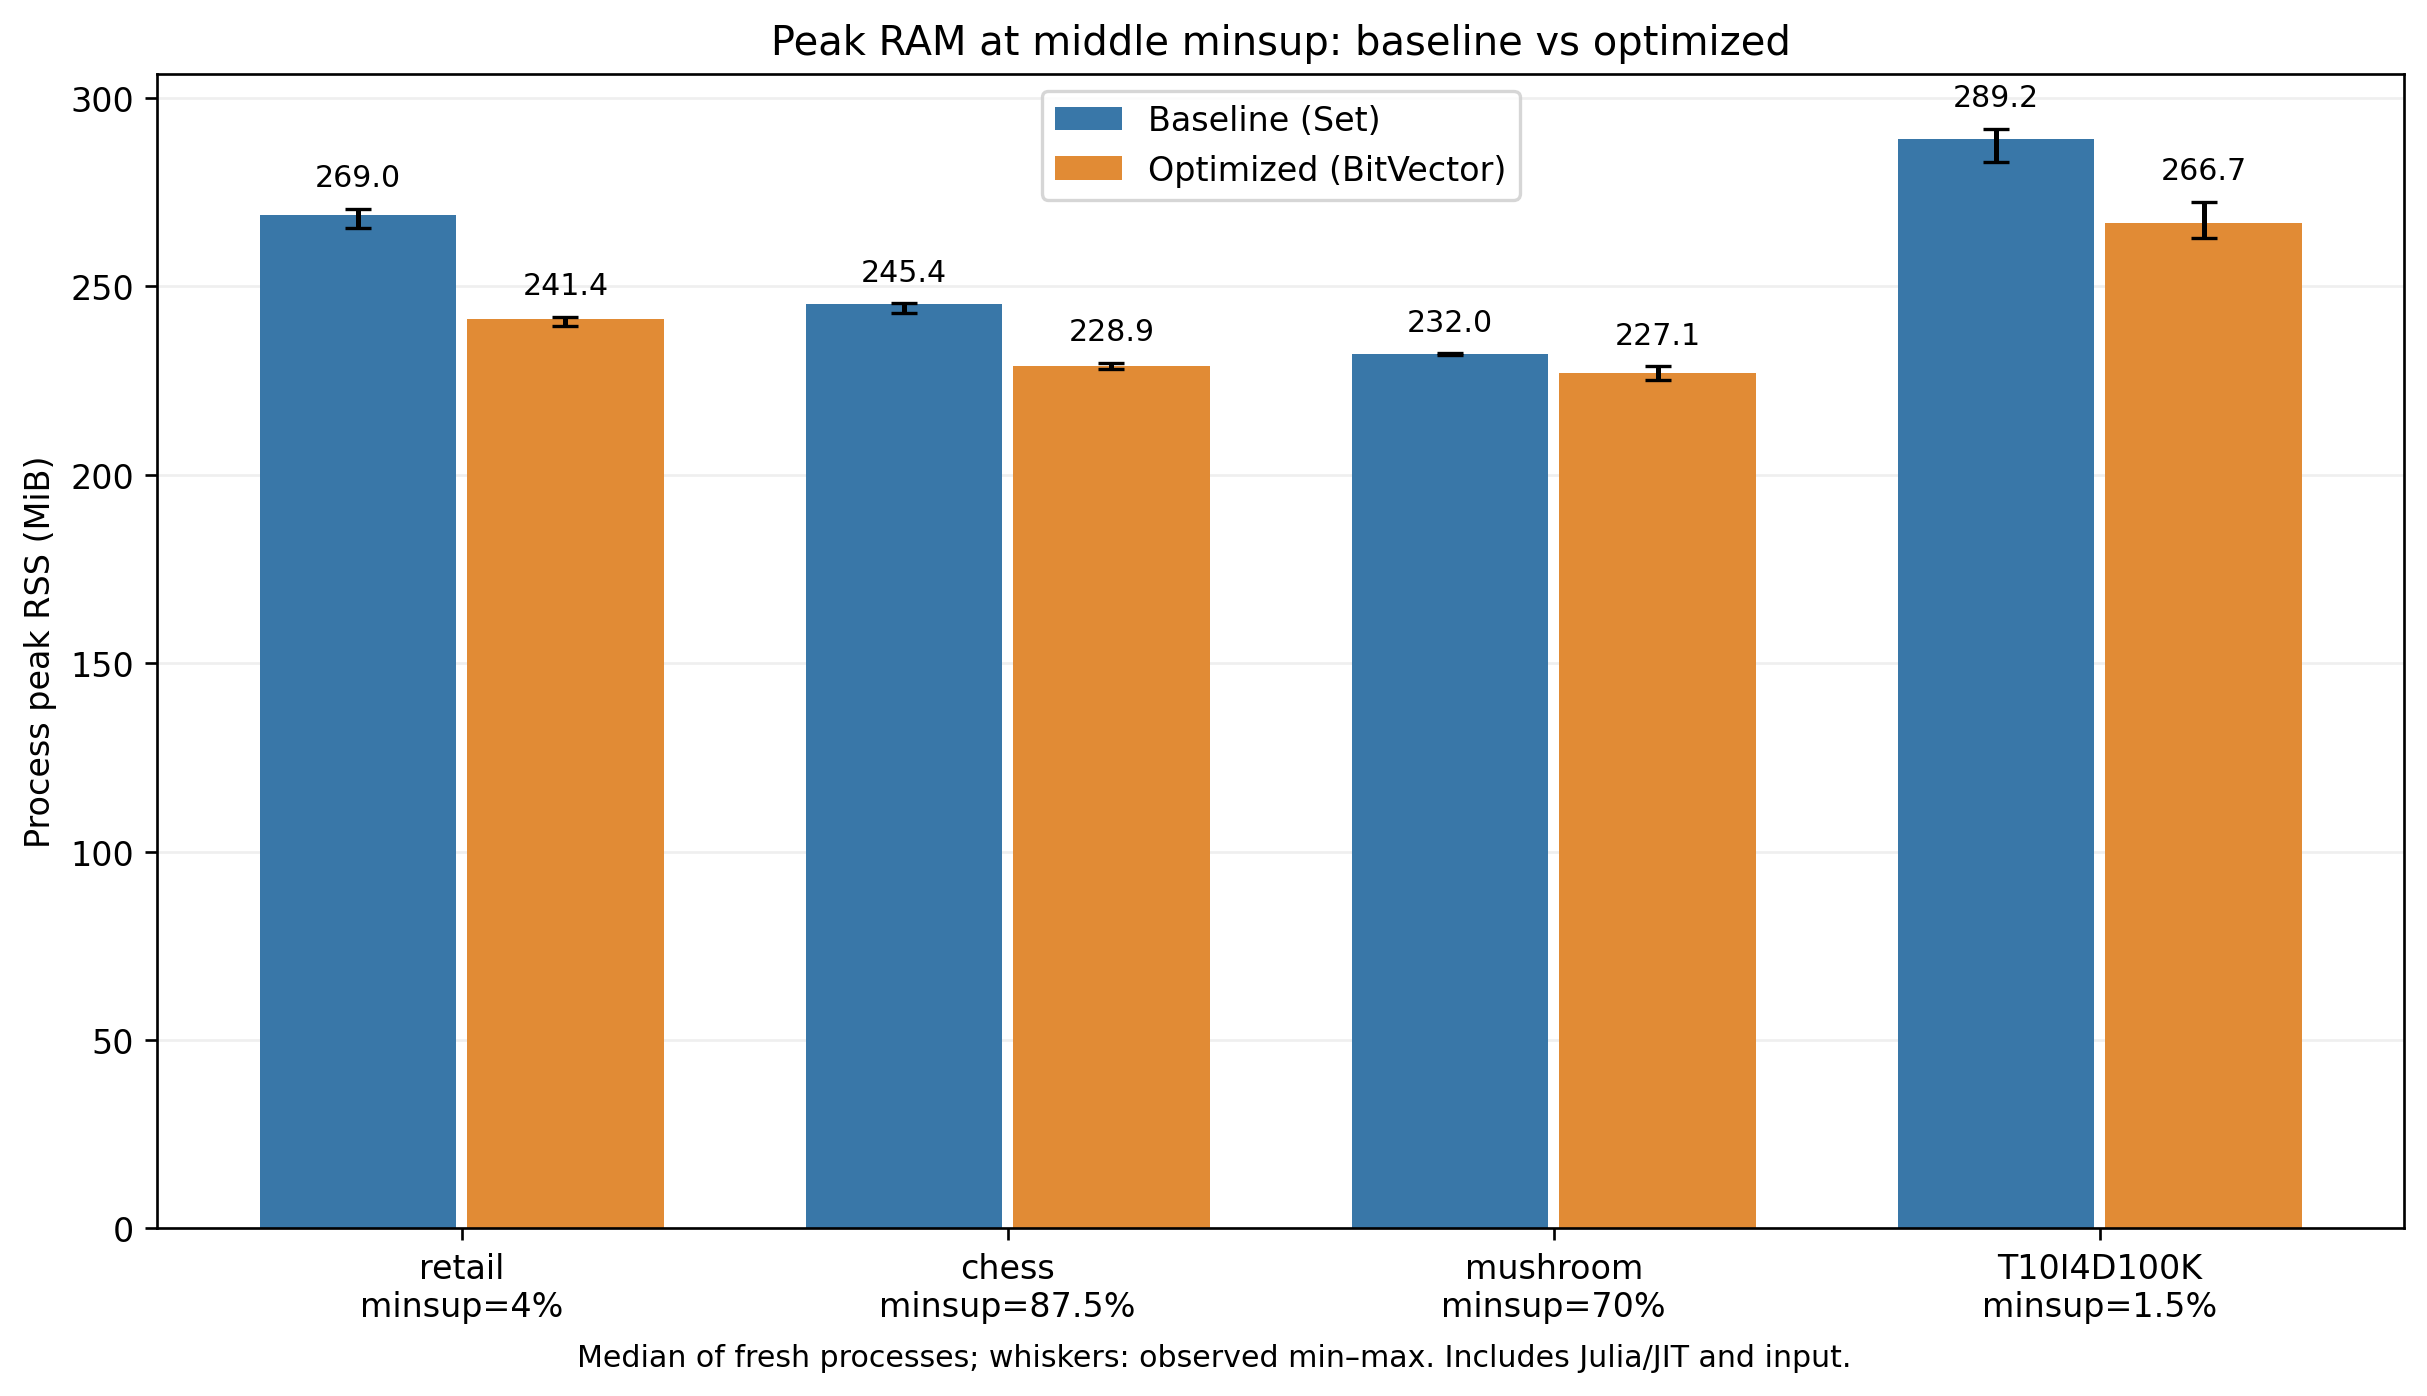 Peak RAM at middle minsup: baseline vs optimized
Baseline (Set)
Optimized (BitVector)
Process peak RSS (MiB)
300
250
200
150
100
50
0
269.0
241.4
245.4
228.9
232.0
227.1
289.2
266.7
retail
minsup=4%
chess
minsup=87.5%
mushroom
minsup=70%
T10I4D100K
minsup=1.5%
Median of fresh processes; whiskers: observed min–max. Includes Julia/JIT and input.